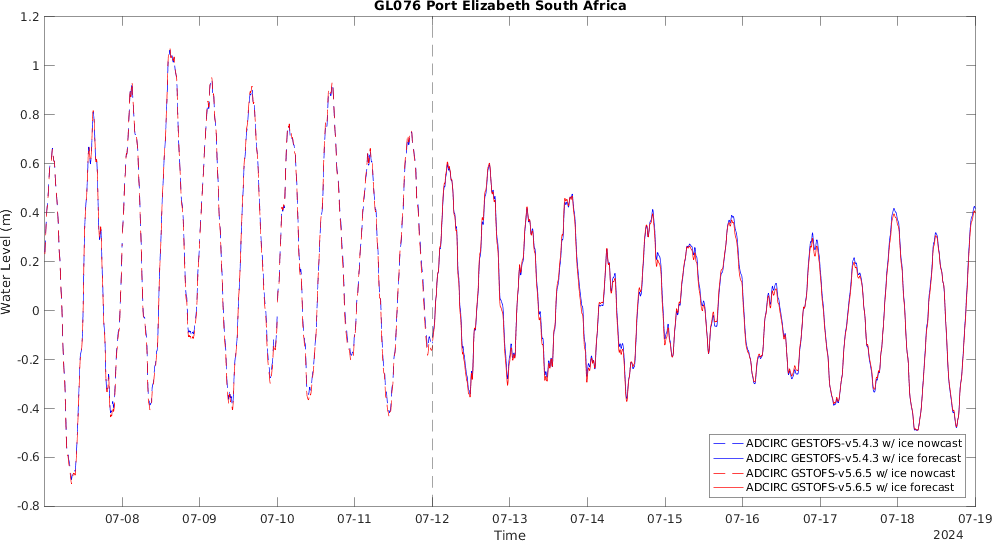 GL076 Port Elizabeth South Africa
1.2
1
0.8
0.6
0.4
0.2
0
-0.2
-0.4
-0.6
-0.8
Water Level (m)
ADCIRC GESTOFS-v5.4.3 w/ ice nowcast
ADCIRC GESTOFS-v5.4.3 w/ ice forecast
ADCIRC GSTOFS-v5.6.5 w/ ice nowcast
ADCIRC GSTOFS-v5.6.5 w/ ice forecast
07-08 07-09 07-10 07-11 07-12 07-13 07-14 07-15 07-16 07-17 07-18 07-19
Time
2024